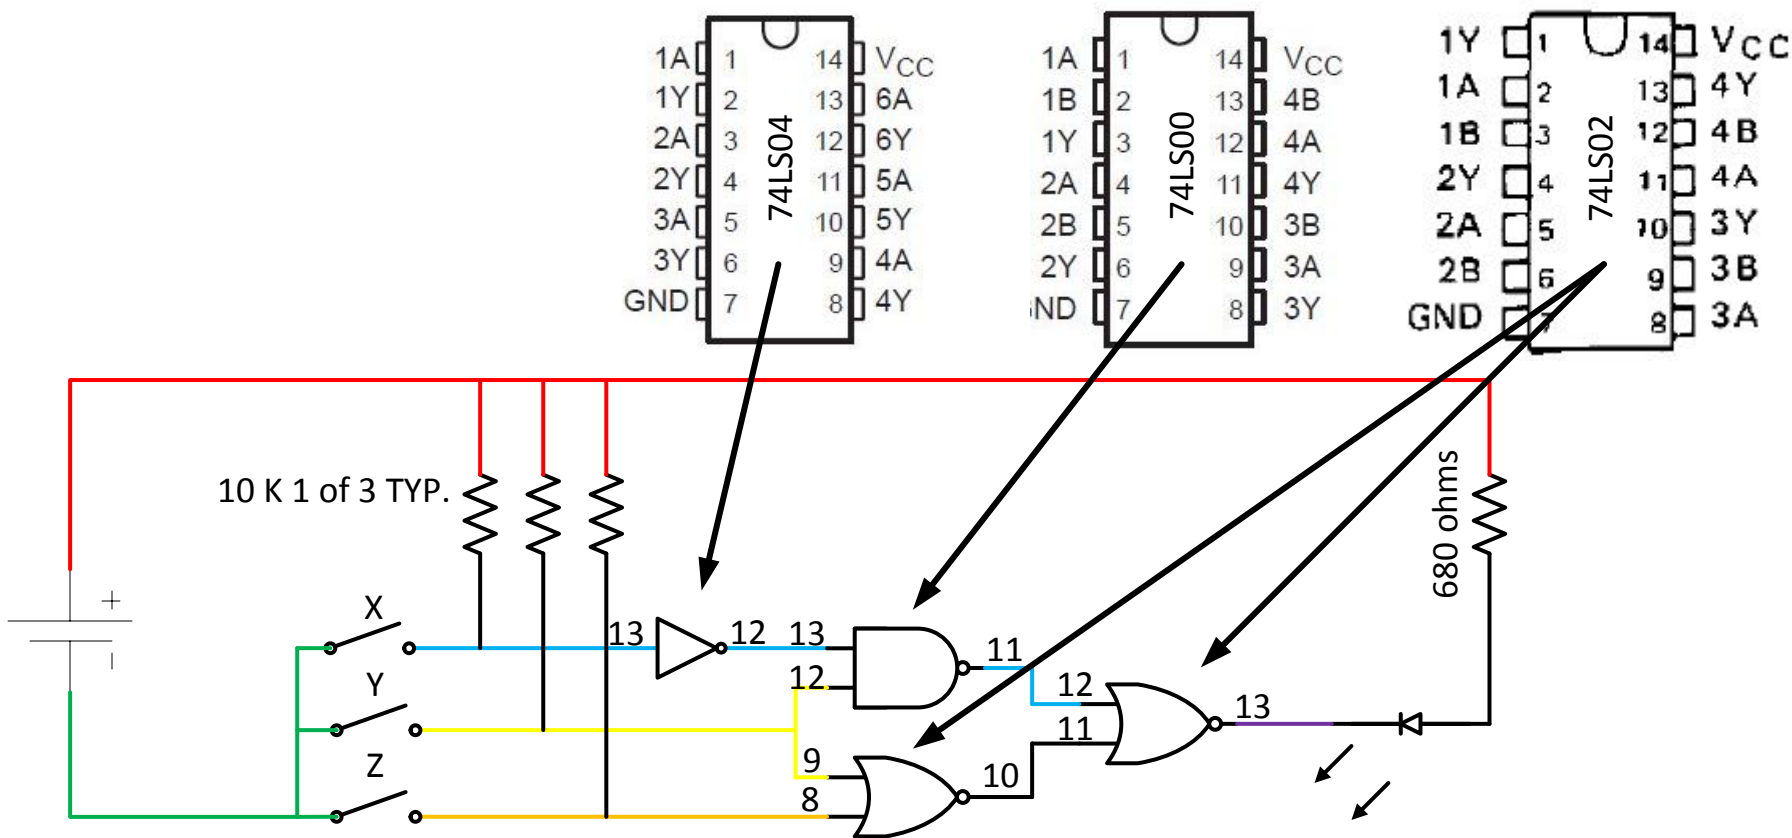 1A 1 14 VCC
1Y 2 13 6A
2A 3 12 6Y
2Y 4 11 5A
3A 5 10 5Y
3Y 6 9 4A
GND 7 8 4Y
74LS04
1A 1 14 VCC
1B 2 13 4B
1Y 3 12 4A
2A 4 11 4Y
2B 5 10 3B
2Y 6 9 3A
GND 7 8 3Y
74LS00
1Y 1 14 VCC
1A 2 13 4Y
1B 3 12 4B
2Y 4 11 4A
2A 5 10 3Y
2B 6 9 3B
GND 7 8 3A
74LS02
10 K 1 of 3 TYP.
680 ohms
+
X
13 12 13 11
Y
12
12 13
11
Z
9 10
8